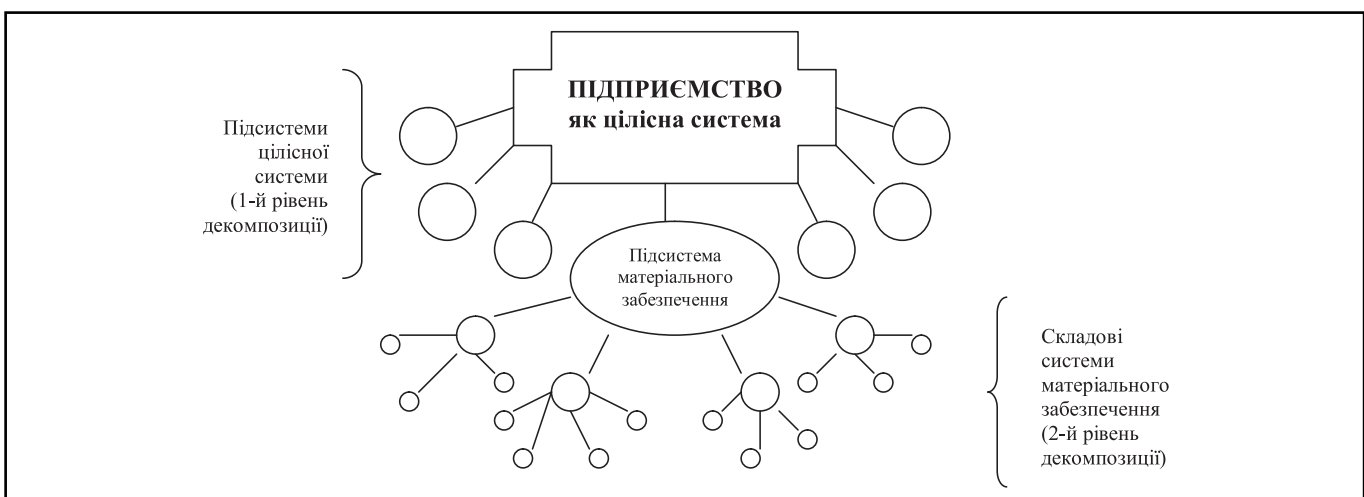 ПІДПРИЄМСТВО
як цілісна система
Підсистеми
цілісної
системи
(1-й рівень
декомпозиції)
Підсистема
матеріального
забезпечення
Складові
системи
матеріального
забезпечення
(2-й рівень
декомпозиції)